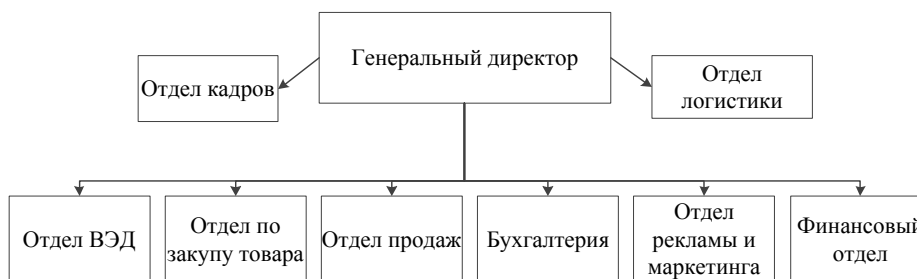 Генеральный директор
Отдел кадров
Отдел
логистики
Отдел ВЭД
Отдел по
закупу товара
Отдел продаж
Бухгалтерия
Отдел
рекламы и
маркетинга
Финансовый
отдел